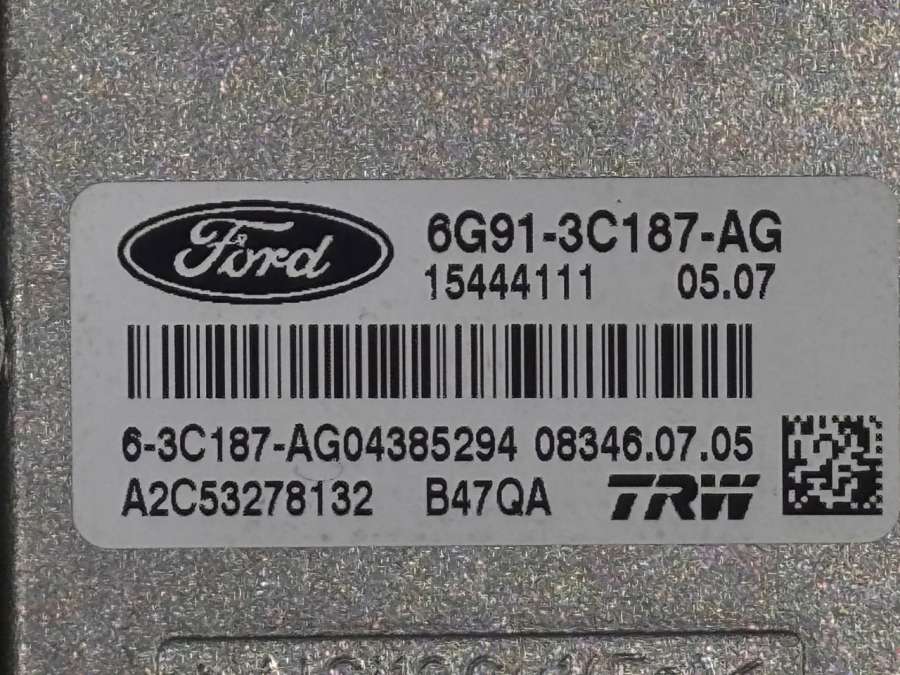 Ford
6G91-3C187-AG
15444111 05.07
6-3C187-AG04385294 08346.07.05
A2C53278132 B47QA TRW